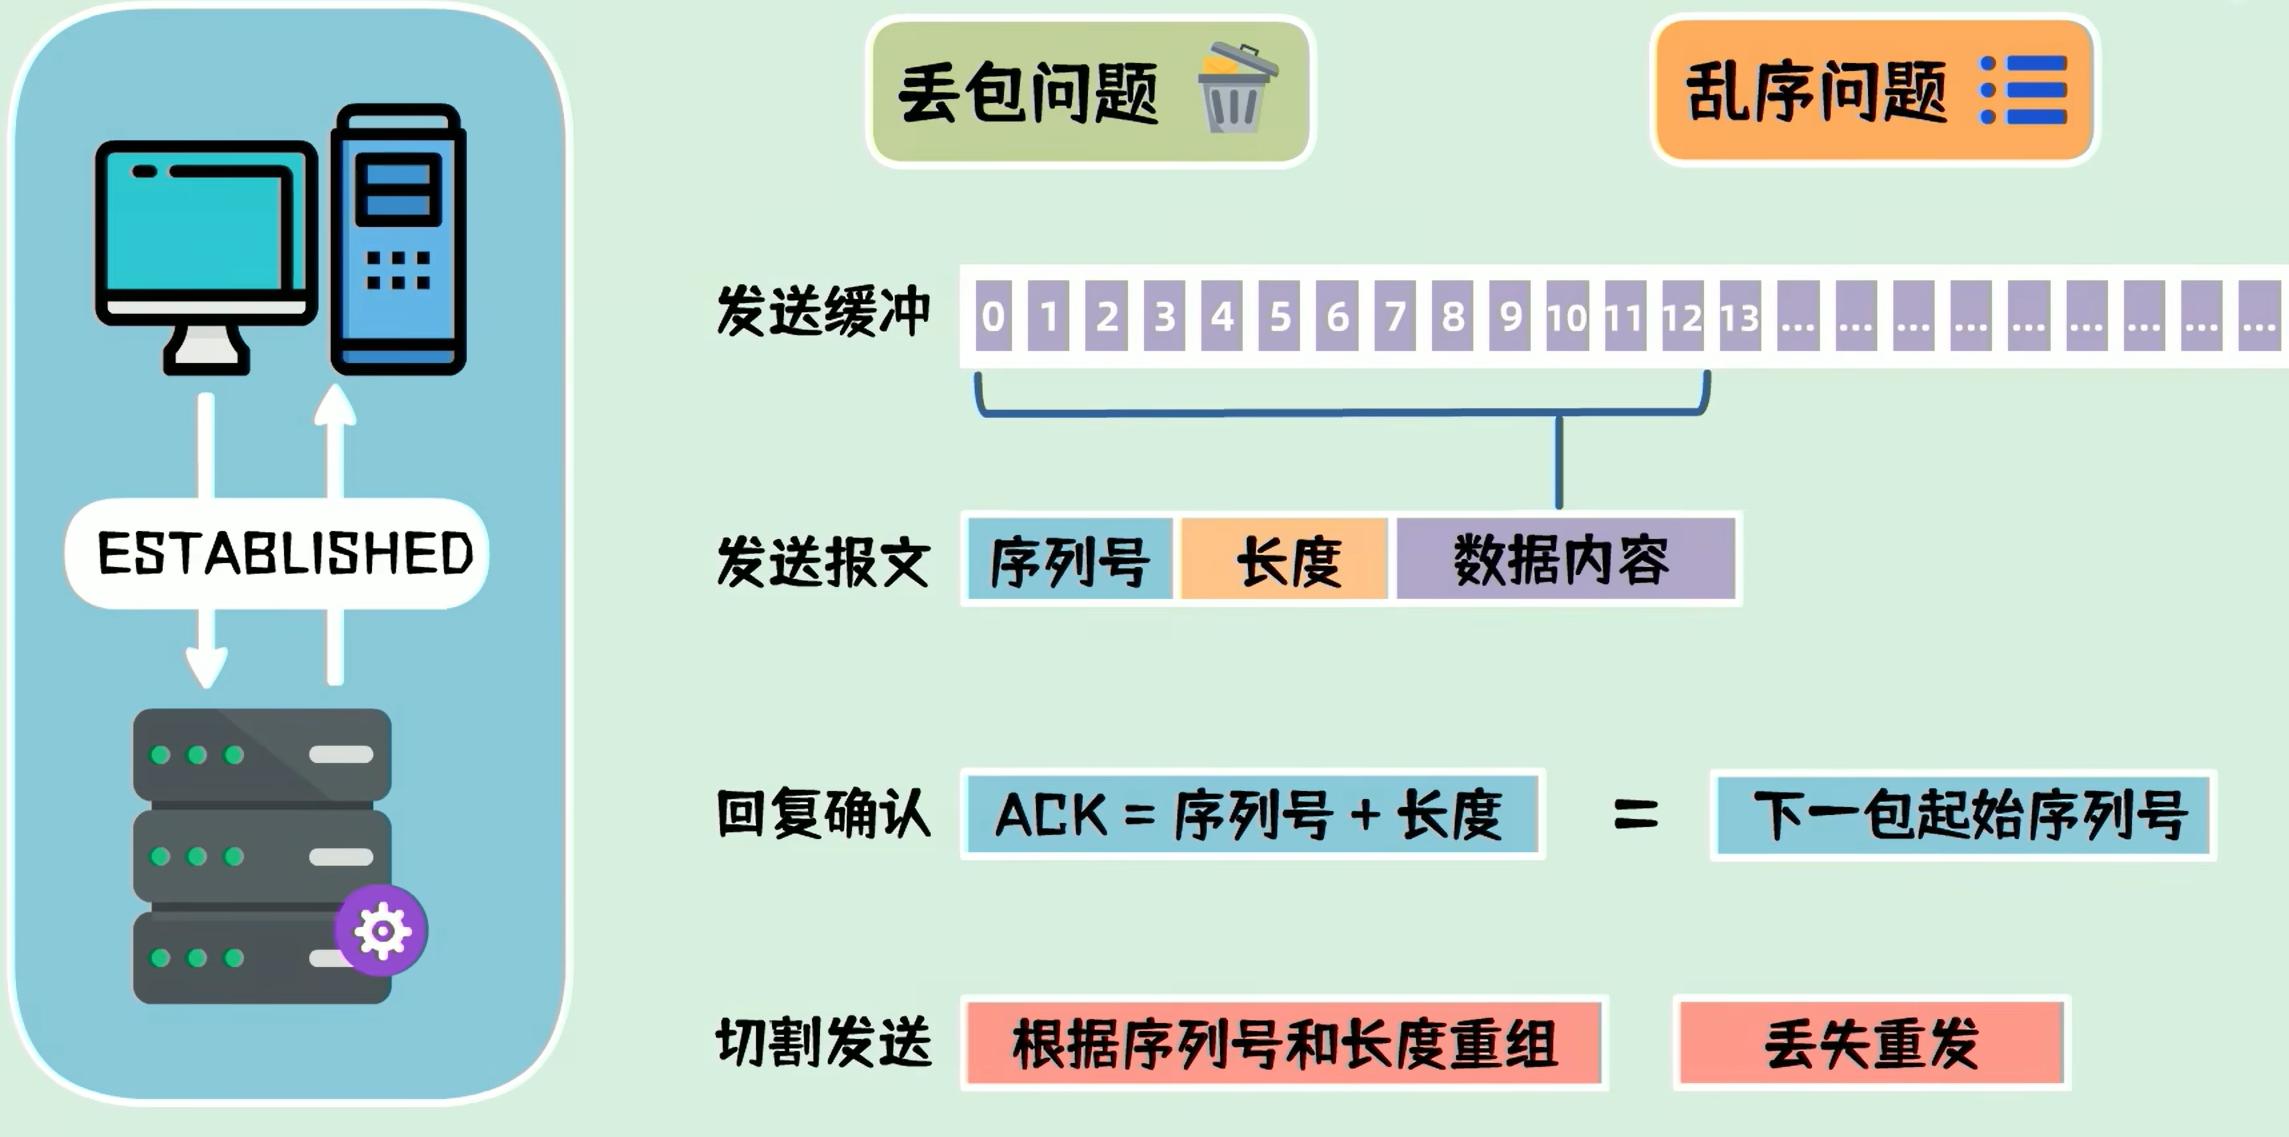 丢包问题
乱序问题
发送缓冲 0 1 2 3 4 5 6 7 8 9 10 11 12 13 ... ... ... ... ... ... ... ... ...
ESTABLISHED
发送报文 序列号 长度 数据内容
回复确认 ACK = 序列号 + 长度 = 下一包起始序列号
切割发送 根据序列号和长度重组 丢失重发